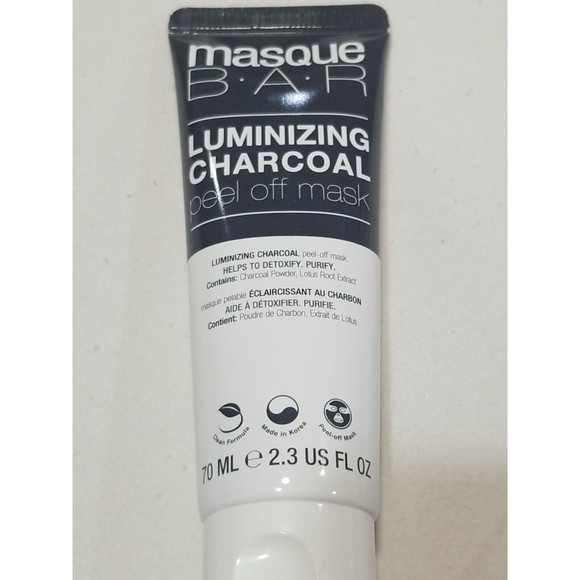 masque
B·A·R
LUMINIZING
CHARCOAL
peel off mask
LUMINIZING CHARCOAL peel-off mask
HELPS TO DETOXIFY. PURIFY.
Contains: Charcoal Powder, Lotus Root Extract
masque pelable ÉCLAIRCISSANT AU CHARBON
AIDE À DÉTOXIFIER. PURIFIE.
Contient: Poudre de Charbon, Extrait de Lotus
Clean Formula
Made in Korea
Peel-off Mask
70 ML ℮ 2.3 US FL OZ